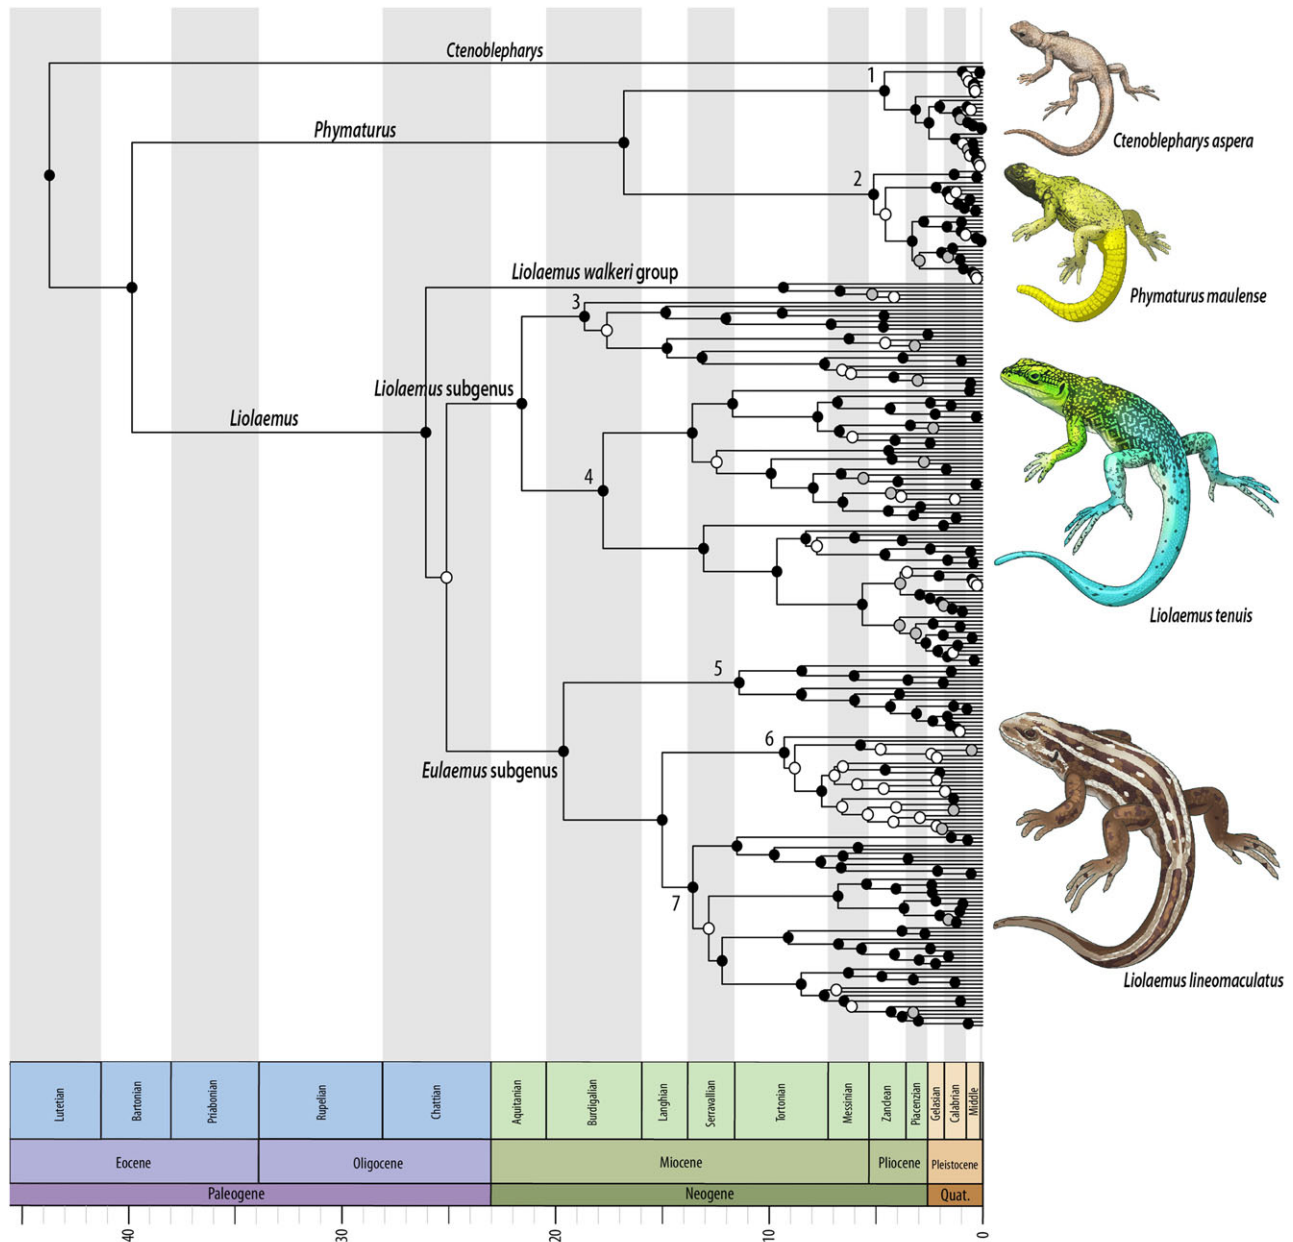 Ctenoblepharys
1
Phymaturus
Ctenoblepharys aspera
2
Liolaemus walkeri group
Phymaturus maulense
3
Liolaemus subgenus
Liolaemus
4
Liolaemus tenuis
5
6
Eulaemus subgenus
7
Liolaemus lineomaculatus
Lutetian
Bartonian
Priabonian
Rupelian
Chattian
Aquitanian
Burdigalian
Langhian
Serravallian
Tortonian
Messinian
Zandean
Piacenzian
Gelasian
Calabrian
Middle
Eocene
Oligocene
Miocene
Pliocene
Pleistocene
Paleogene
Neogene
Quat.
40
30
20
10
0